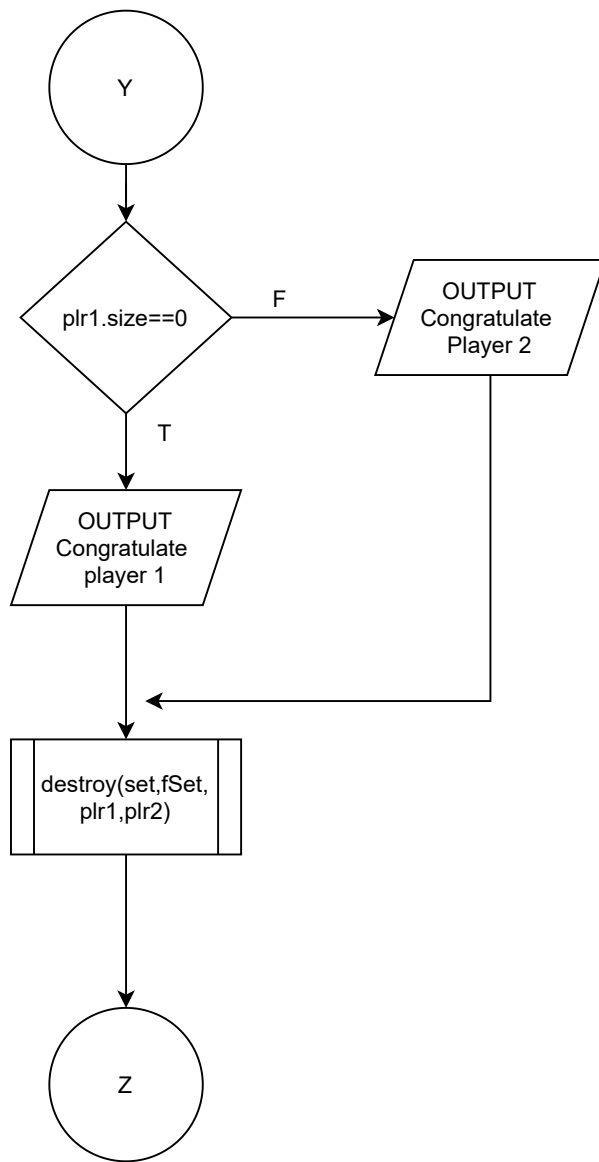 Y
plr1.size==0
F
OUTPUT
Congratulate
Player 2
T
OUTPUT
Congratulate
player 1
destroy(set,fSet,
plr1,plr2)
Z